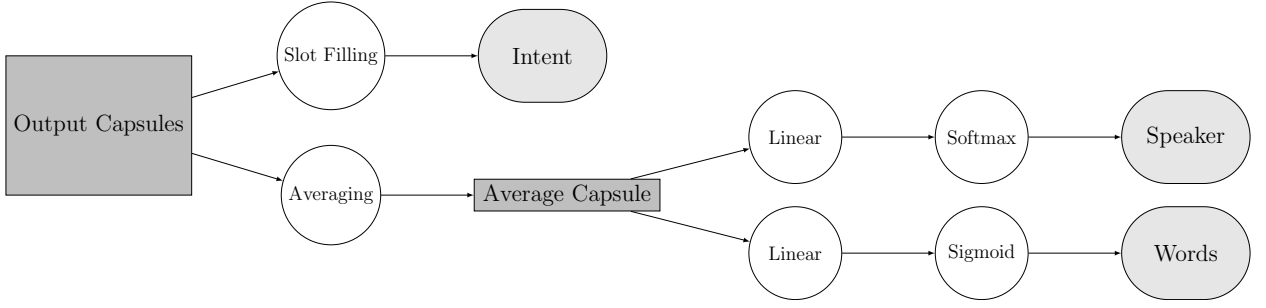 Output Capsules
Slot Filling
Intent
Averaging
Average Capsule
Linear
Softmax
Speaker
Linear
Sigmoid
Words